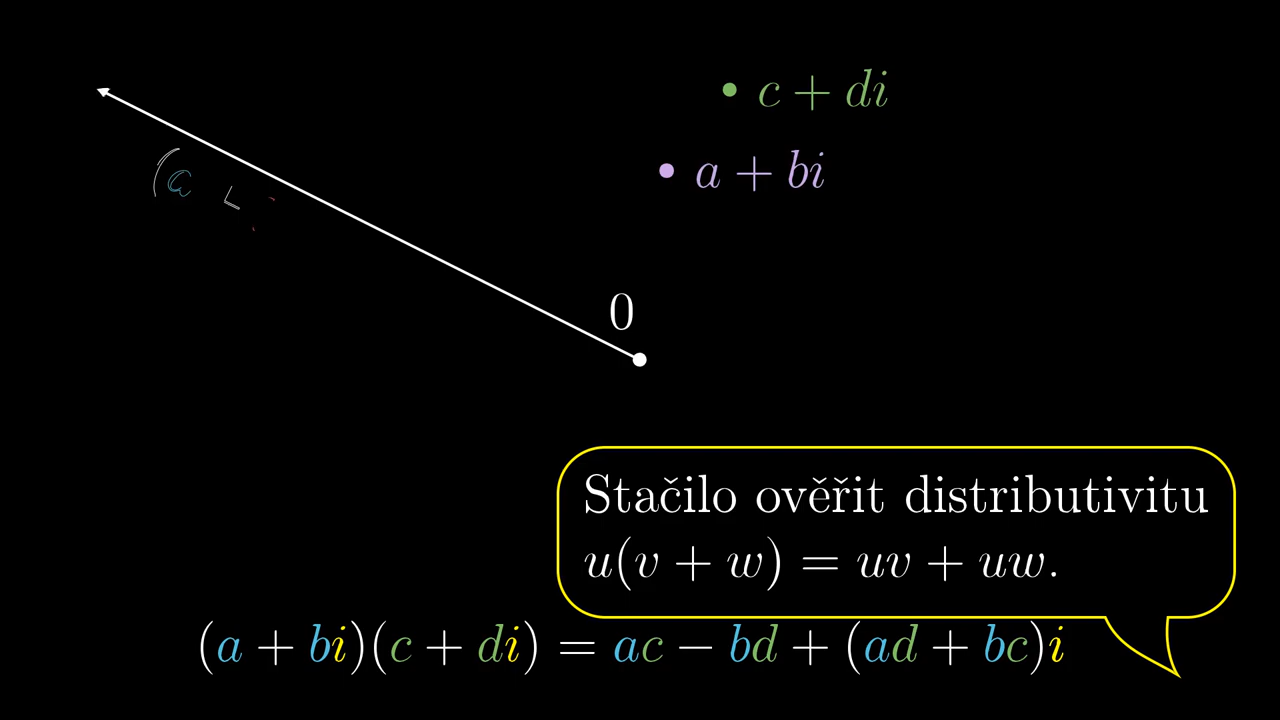 c + di
a + bi
0
Stačilo ověřit distributivitu
u(v + w) = uv + uw.
(a + bi)(c + di) = ac − bd + (ad + bc)i